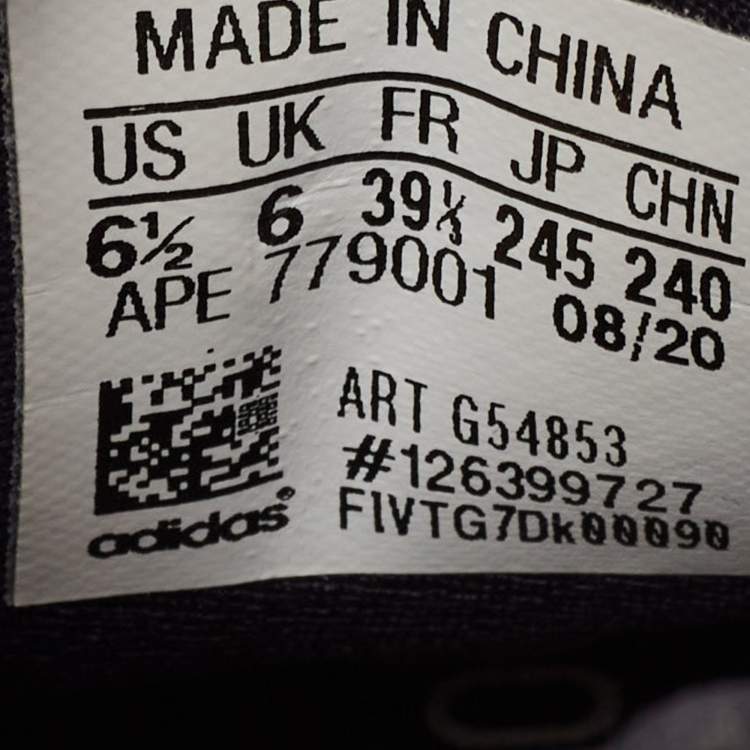 MADE IN CHINA
US UK FR JP CHN
6½ 6 39⅓ 245 240
APE 779001 08/20
ART G54853
#126399727
FlVTG7Dk00090
adidas®